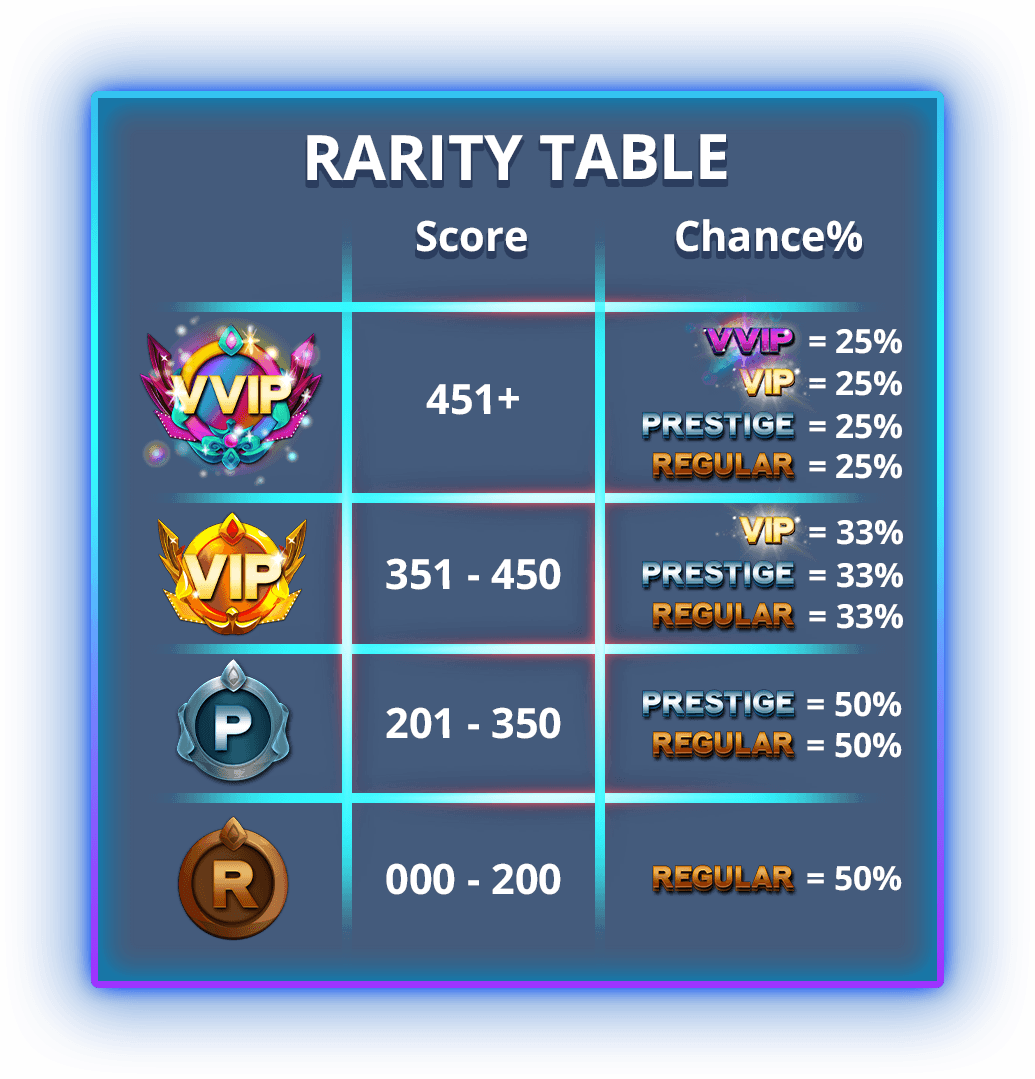 RARITY TABLE
Score Chance%
VVIP 451+ VVIP = 25%
VIP = 25%
PRESTIGE = 25%
REGULAR = 25%
VIP 351 - 450 VIP = 33%
PRESTIGE = 33%
REGULAR = 33%
P 201 - 350 PRESTIGE = 50%
REGULAR = 50%
R 000 - 200 REGULAR = 50%